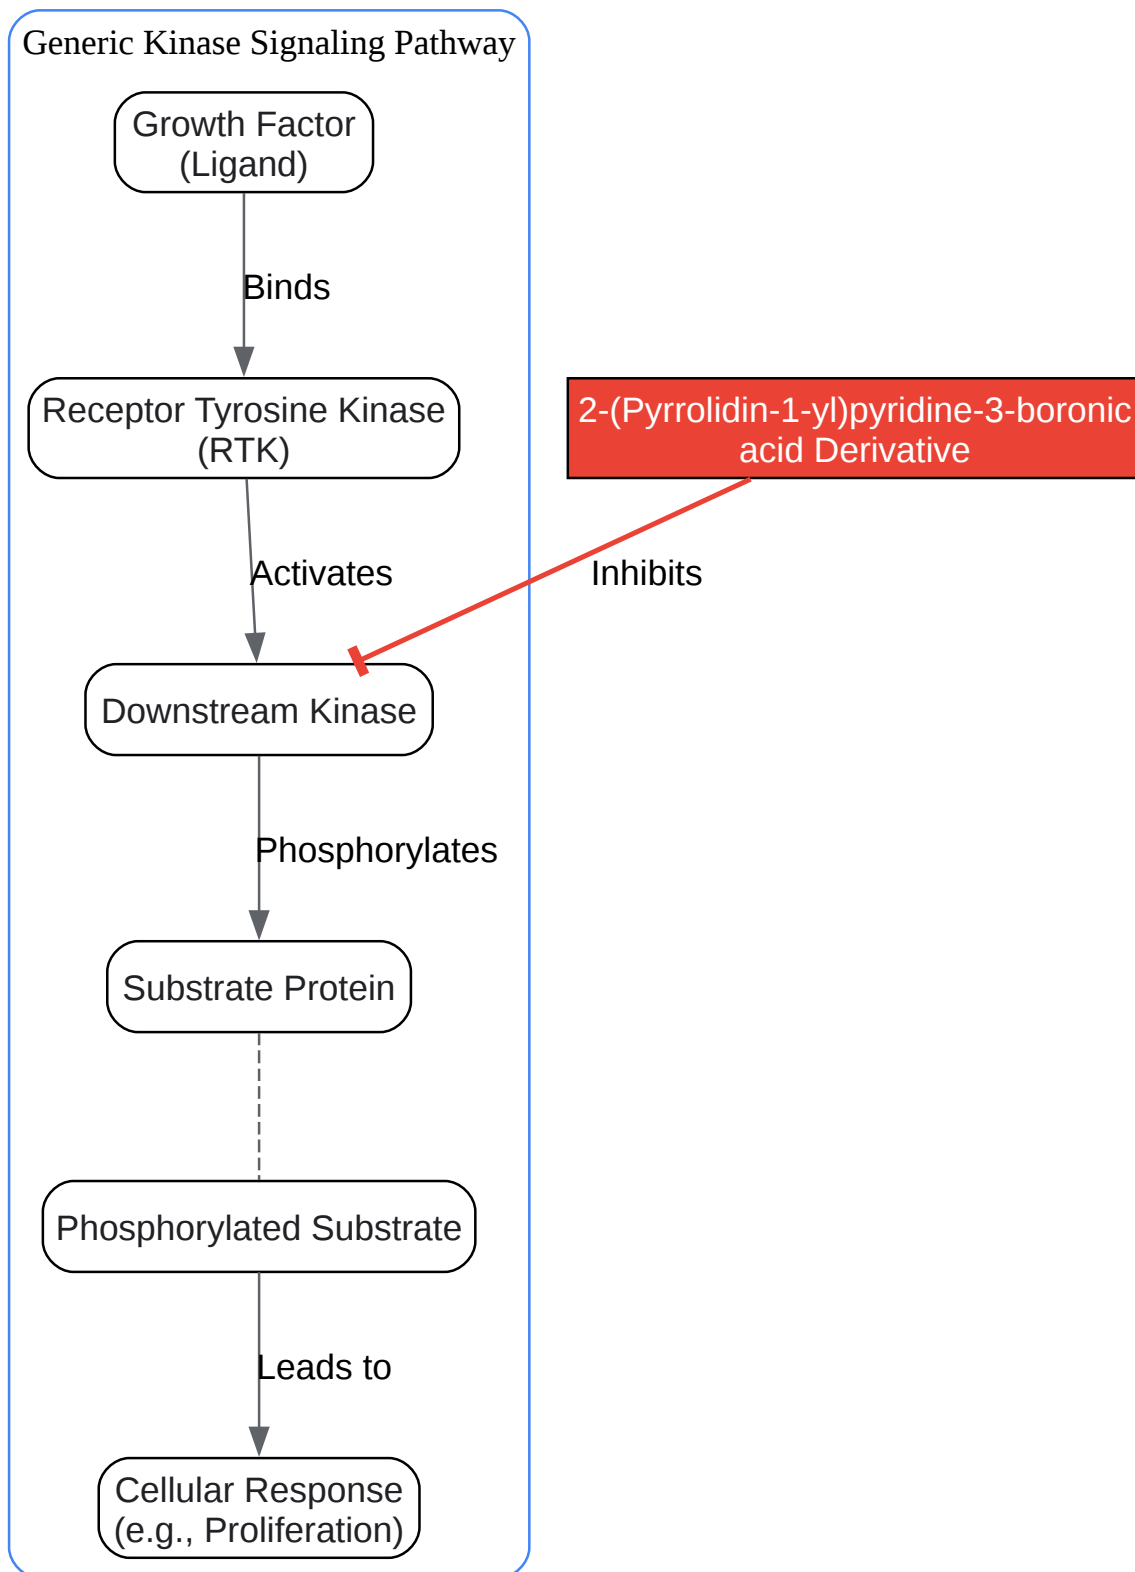 Generic Kinase Signaling Pathway
Growth Factor
(Ligand)
Binds
Receptor Tyrosine Kinase
(RTK)
2-(Pyrrolidin-1-yl)pyridine-3-boronic
acid Derivative
Activates
Inhibits
Downstream Kinase
Phosphorylates
Substrate Protein
Phosphorylated Substrate
Leads to
Cellular Response
(e.g., Proliferation)